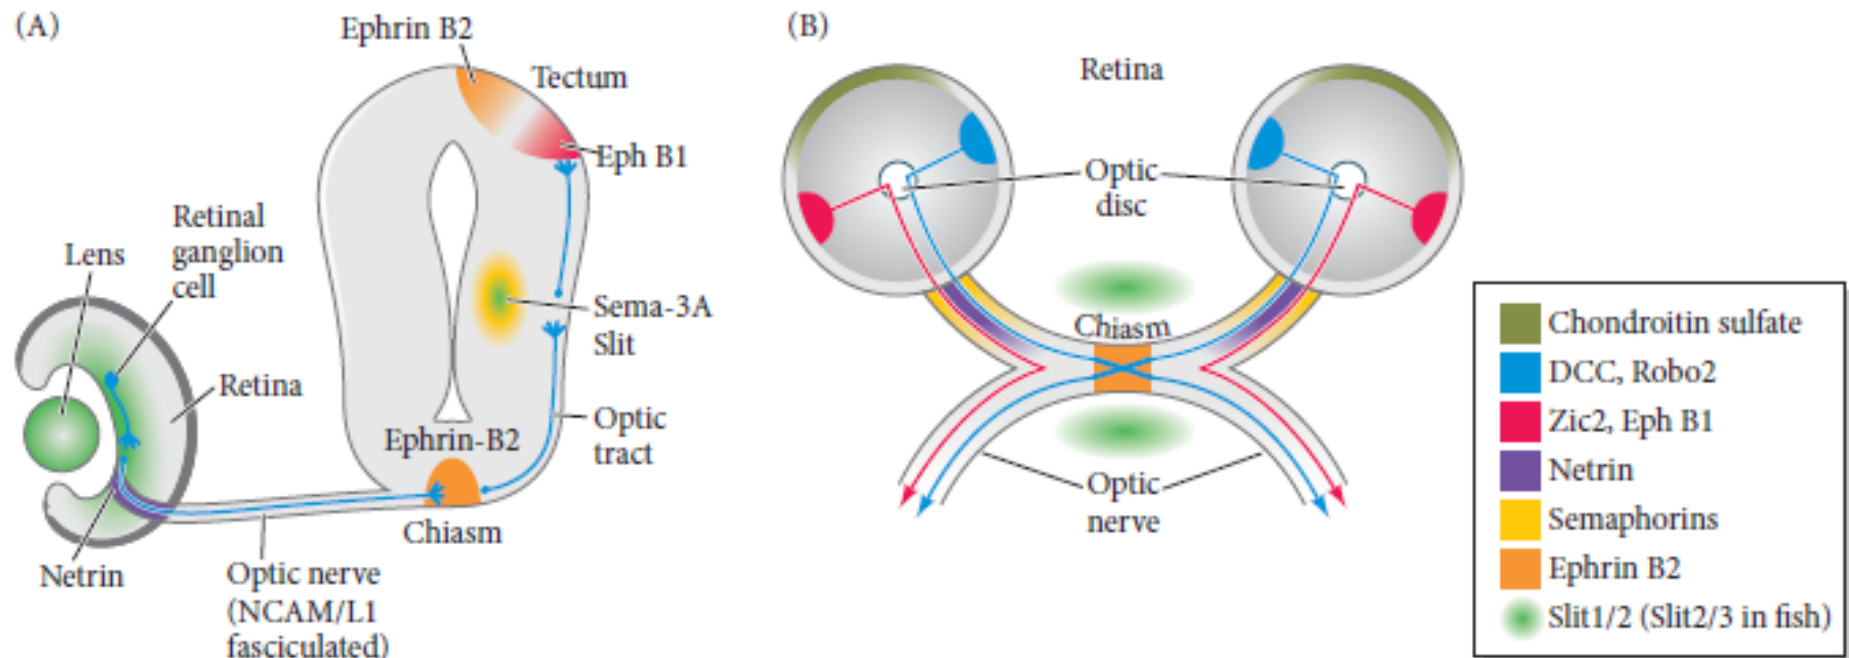 (A)
Ephrin B2
Tectum
Eph B1
Retinal
ganglion
cell
Lens
Sema-3A
Slit
Retina
Optic
tract
Ephrin-B2
Chiasm
Netrin
Optic nerve
(NCAM/L1
fasciculated)
(B)
Retina
Optic
disc
Chiasm
Optic
nerve
Chondroitin sulfate
DCC, Robo2
Zic2, Eph B1
Netrin
Semaphorins
Ephrin B2
Slit1/2 (Slit2/3 in fish)